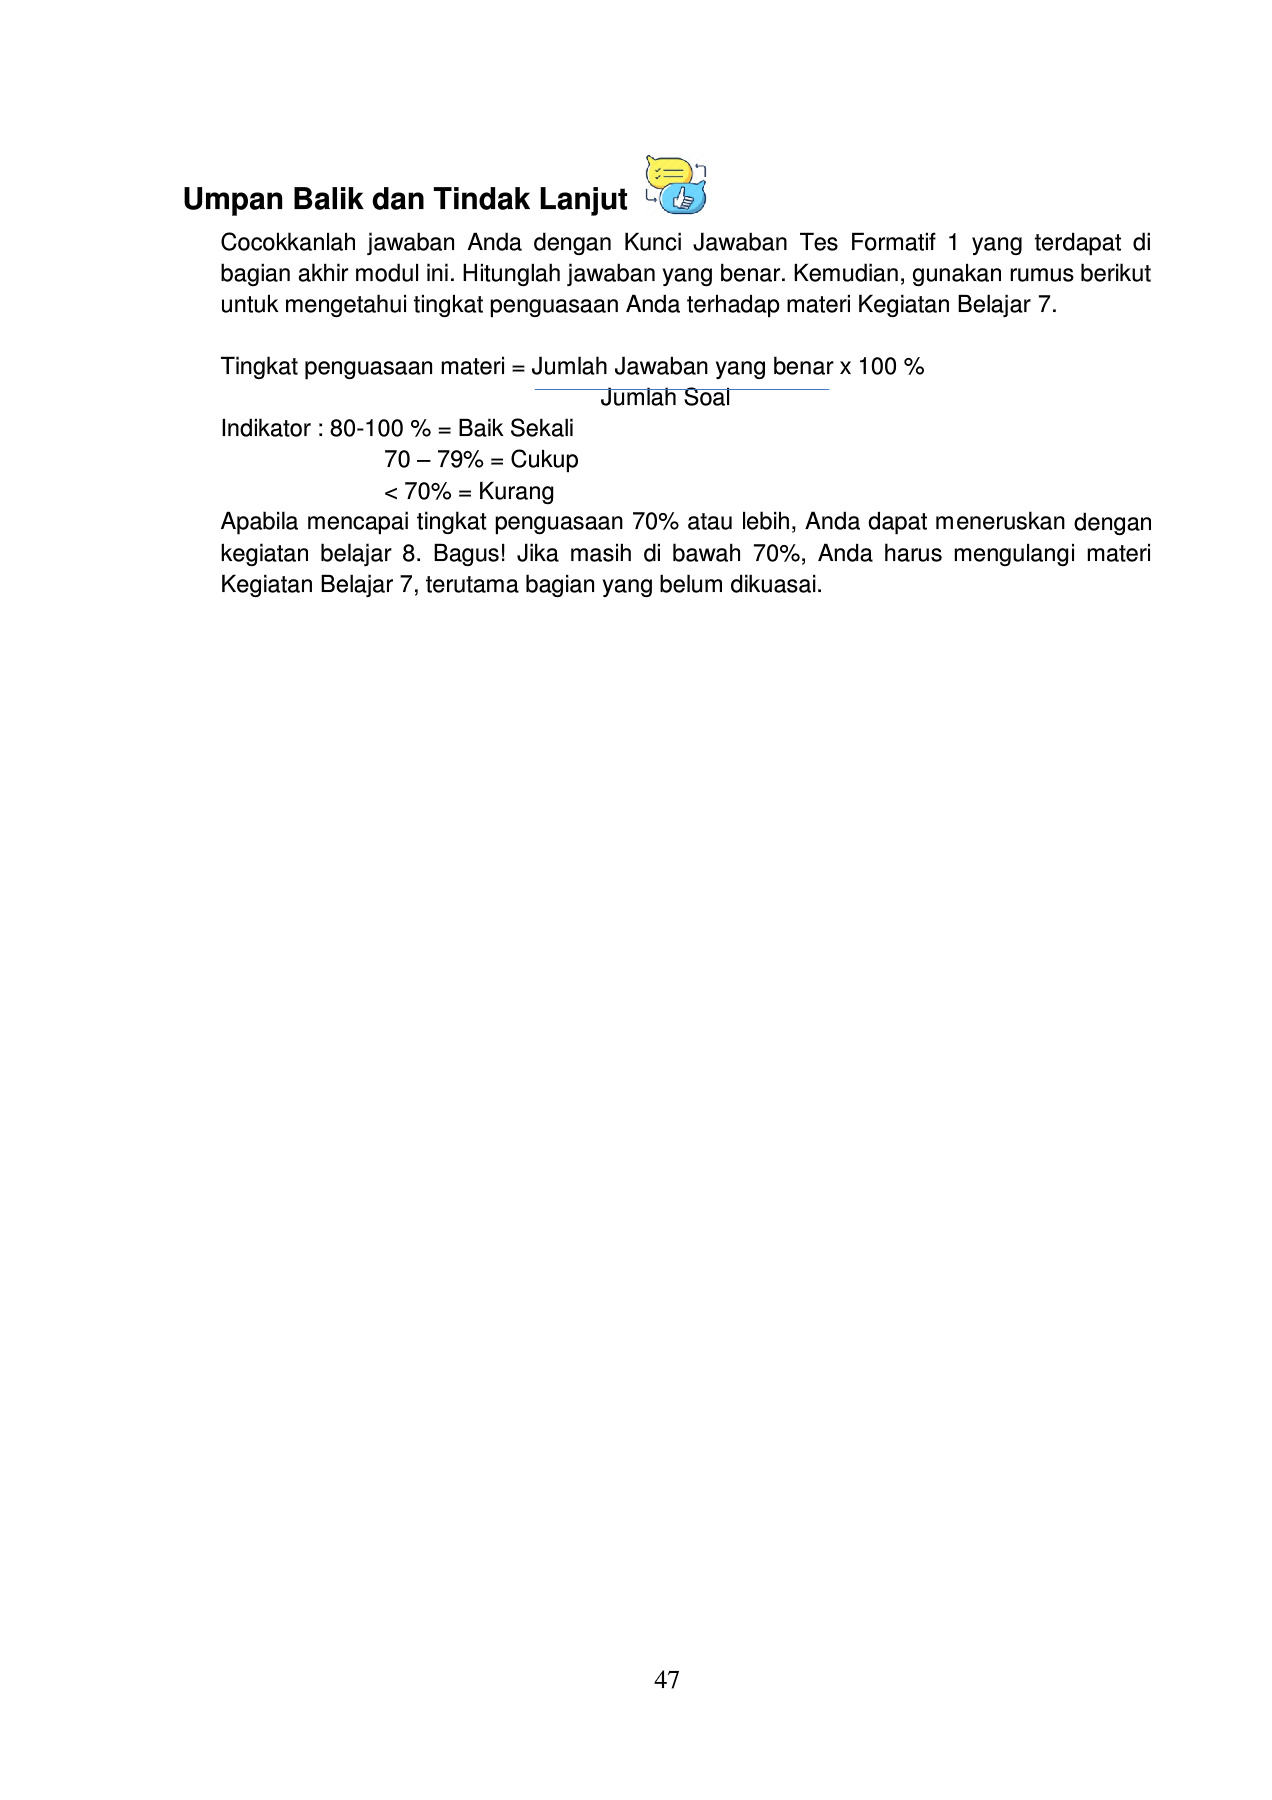 Umpan Balik dan Tindak Lanjut
Cocokkanlah jawaban Anda dengan Kunci Jawaban Tes Formatif 1 yang terdapat di
bagian akhir modul ini. Hitunglah jawaban yang benar. Kemudian, gunakan rumus berikut
untuk mengetahui tingkat penguasaan Anda terhadap materi Kegiatan Belajar 7.
Tingkat penguasaan materi = Jumlah Jawaban yang benar x 100 %
Jumlah Soal
Indikator : 80-100 % = Baik Sekali
70 – 79% = Cukup
< 70% = Kurang
Apabila mencapai tingkat penguasaan 70% atau lebih, Anda dapat meneruskan dengan
kegiatan belajar 8. Bagus! Jika masih di bawah 70%, Anda harus mengulangi materi
Kegiatan Belajar 7, terutama bagian yang belum dikuasai.
47